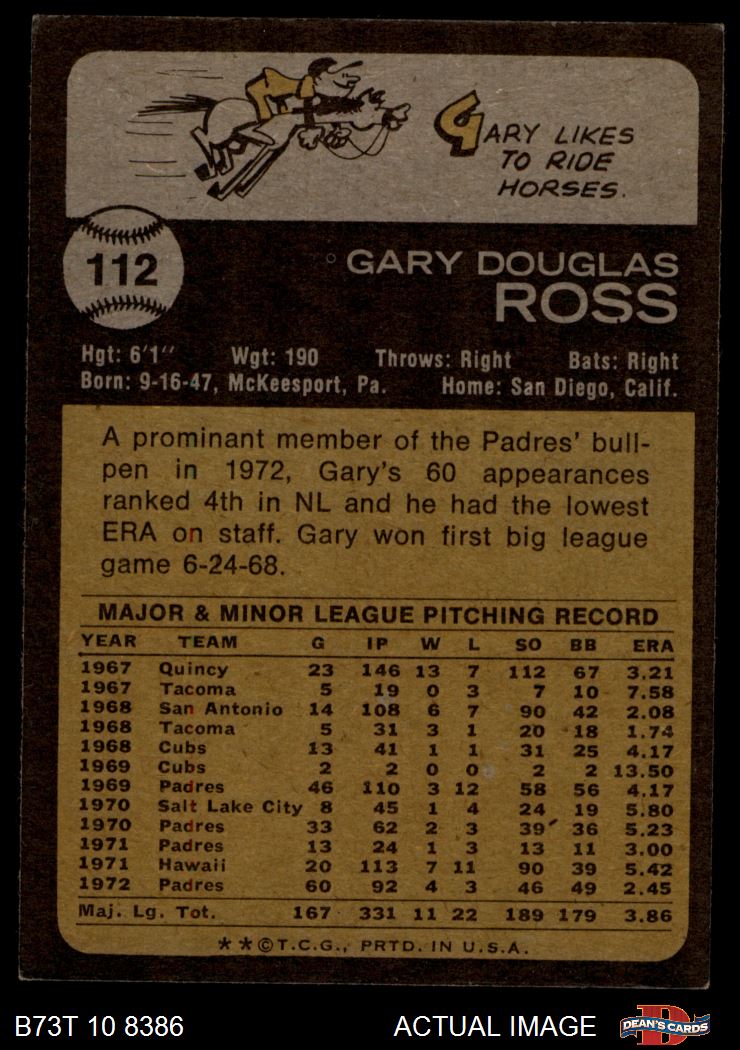 GARY LIKES
TO RIDE
HORSES.
112
GARY DOUGLAS
ROSS
Hgt: 6'1" Wgt: 190 Throws: Right Bats: Right
Born: 9-16-47, McKeesport, Pa. Home: San Diego, Calif.
A prominant member of the Padres' bull-
pen in 1972, Gary's 60 appearances
ranked 4th in NL and he had the lowest
ERA on staff. Gary won first big league
game 6-24-68.
MAJOR & MINOR LEAGUE PITCHING RECORD
YEAR TEAM G IP W L SO BB ERA
1967 Quincy 23 146 13 7 112 67 3.21
1967 Tacoma 5 19 0 3 7 10 7.58
1968 San Antonio 14 108 6 7 90 42 2.08
1968 Tacoma 5 31 3 1 20 18 1.74
1968 Cubs 13 41 1 1 31 25 4.17
1969 Cubs 2 2 0 0 2 2 13.50
1969 Padres 46 110 3 12 58 56 4.17
1970 Salt Lake City 8 45 1 4 24 19 5.80
1970 Padres 33 62 2 3 39 36 5.23
1971 Padres 13 24 1 3 13 11 3.00
1971 Hawaii 20 113 7 11 90 39 5.42
1972 Padres 60 92 4 3 46 49 2.45
Maj. Lg. Tot. 167 331 11 22 189 179 3.86
**©T.C.G., PRTD. IN U.S.A.
B73T 10 8386 ACTUAL IMAGE D DEAN'S CARDS